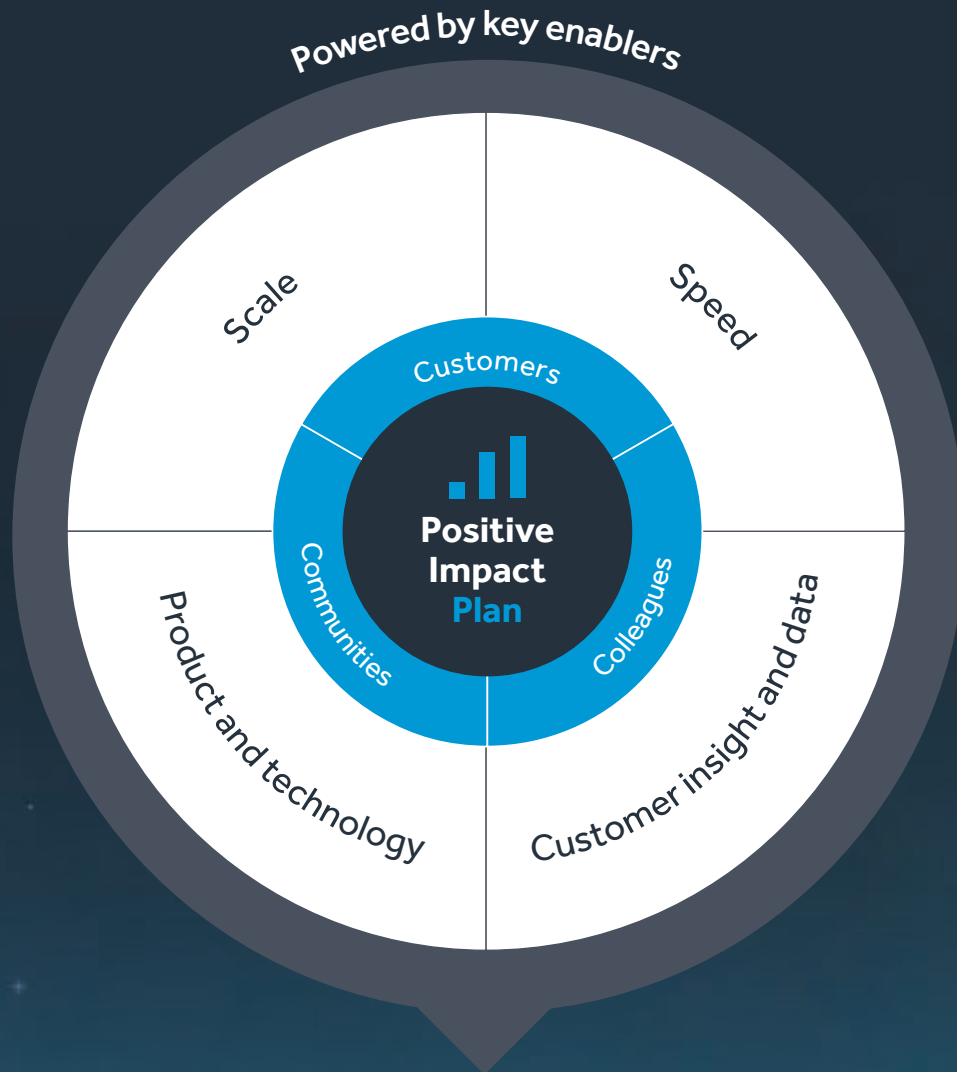 Powered by key enablers
Scale
Speed
Customers
Positive
Impact
Plan
Communities
Colleagues
Product and technology
Customer insight and data